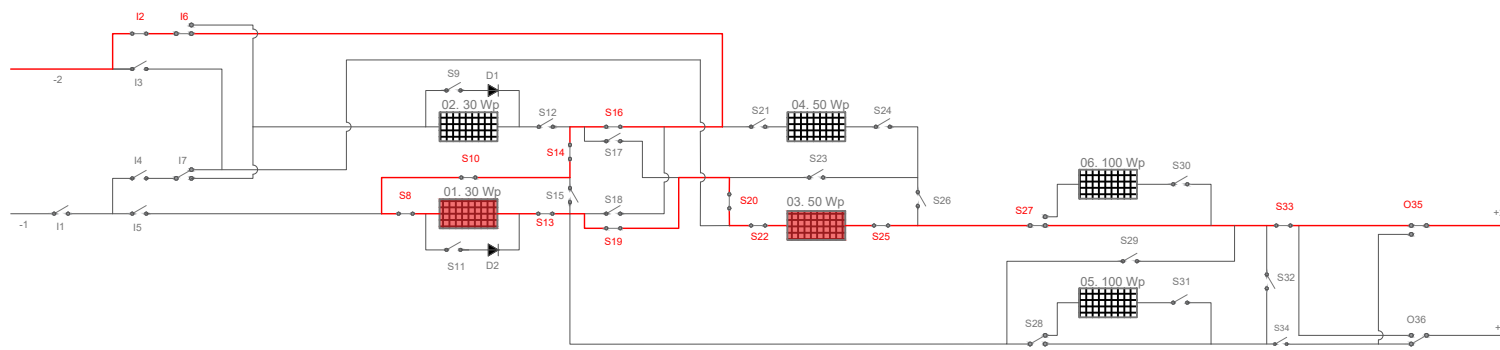 I2
I6
-2
I3
S9
D1
02. 30 Wp
S12
S16
S21
04. 50 Wp
S24
S14
S17
I4
I7
S10
S23
06. 100 Wp
S30
S8
01. 30 Wp
S15
S18
S20
03. 50 Wp
S26
S27
S33
O35
-1
I1
I5
S13
S19
S22
S25
S11
D2
S29
S32
05. 100 Wp
S31
S28
S34
O36